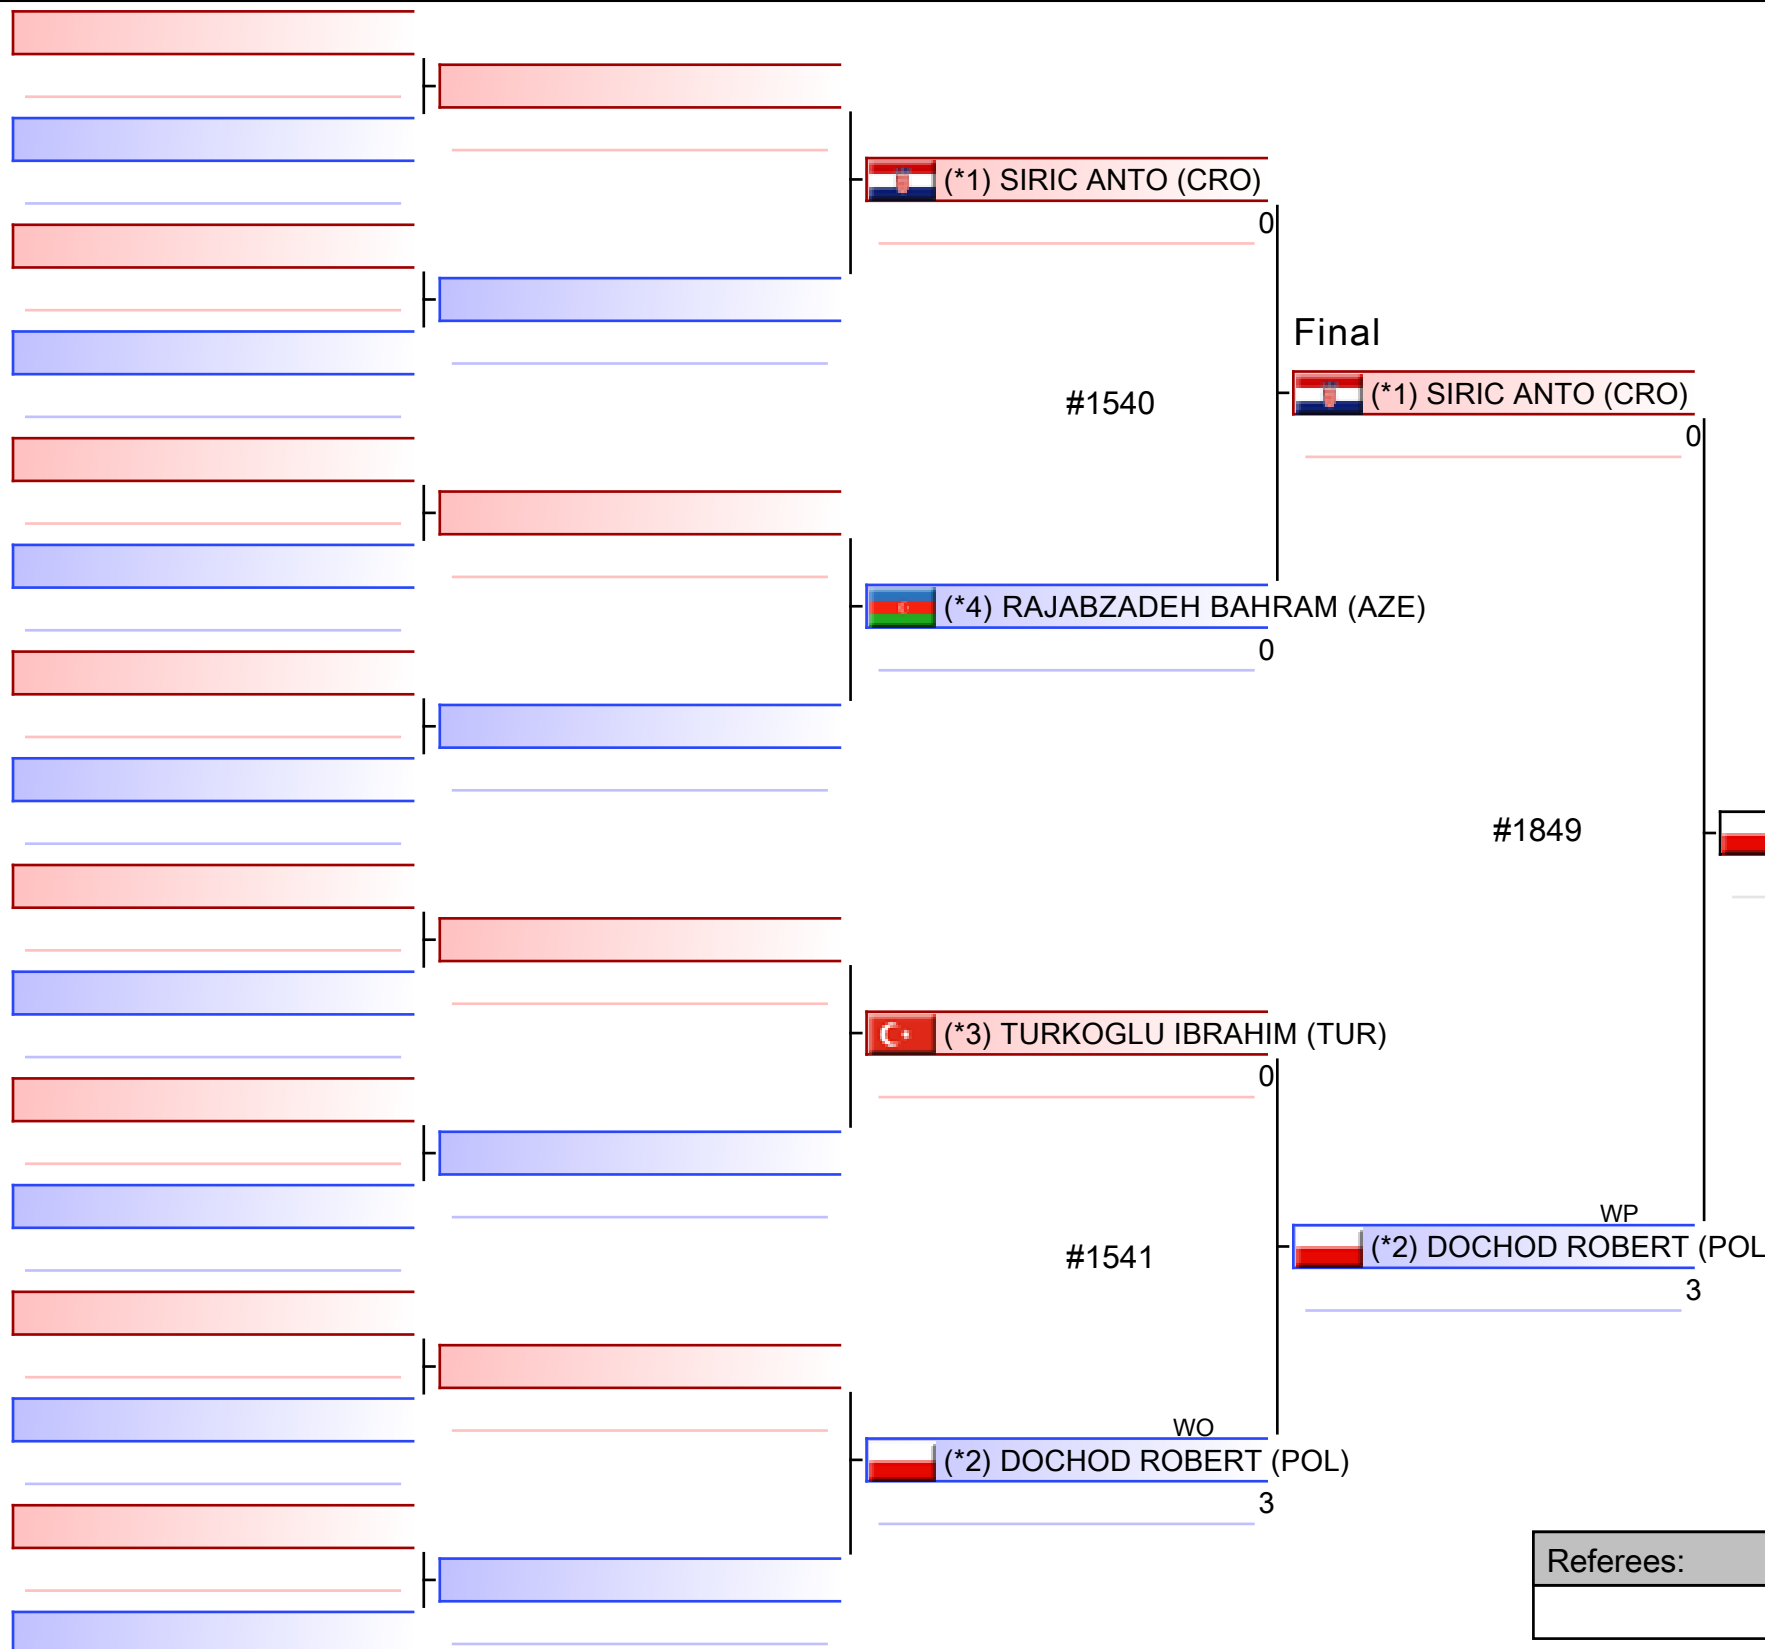 (*1) SIRIC ANTO (CRO)
0
Final
#1540
(*1) SIRIC ANTO (CRO)
0
(*4) RAJABZADEH BAHRAM (AZE)
0
#1849
(*3) TURKOGLU IBRAHIM (TUR)
0
WP
#1541
(*2) DOCHOD ROBERT (POL
3
WO
(*2) DOCHOD ROBERT (POL)
3
Referees: